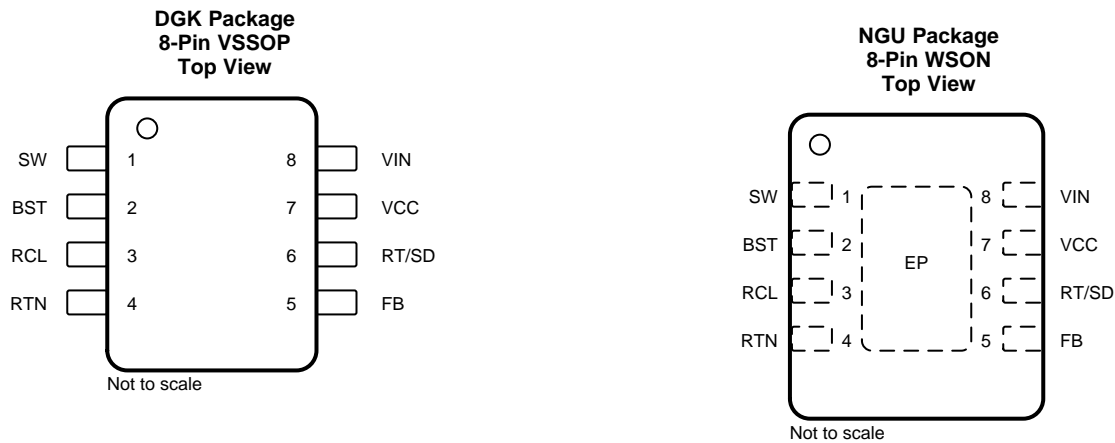 DGK Package
8-Pin VSSOP
Top View
SW 1 8 VIN
BST 2 7 VCC
RCL 3 6 RT/SD
RTN 4 5 FB
Not to scale
NGU Package
8-Pin WSON
Top View
SW 1 8 VIN
BST 2 7 VCC
EP
RCL 3 6 RT/SD
RTN 4 5 FB
Not to scale